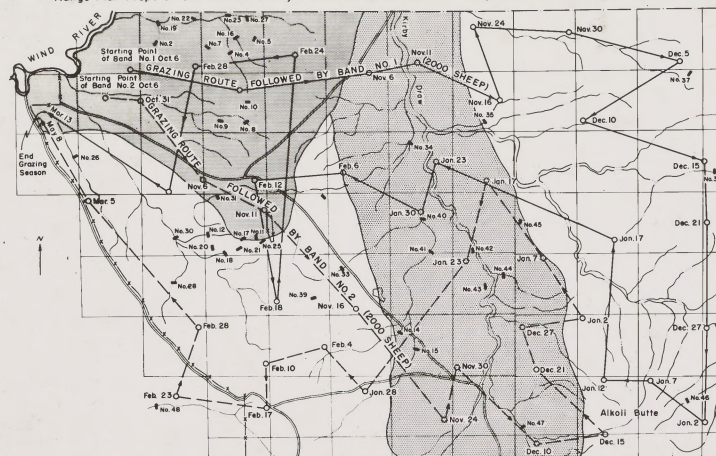 WIND RIVER
Starting Point
of Band No.1 Oct 6
Starting Point
of Band No.2 Oct 6
No. 22
No. 19
No. 25
No. 27
No. 2
No. 16
No. 7
No. 5
No. 4
Feb. 28
Feb. 24
GRAZING ROUTE FOLLOWED BY BAND NO. 1 (2000 SHEEP)
Nov. 6
Nov. 11
Kirby
Draw
Nov. 24
Nov. 30
Dec. 5
No. 37
Nov. 16
No. 35
Dec. 10
Oct. 31
No. 10
No. 9
No. 8
Mar. 13
May 8
End
Grazing
Season
No. 26
No. 34
Dec. 15
GRAZING ROUTE FOLLOWED BY BAND NO. 2 (2000 SHEEP)
Nov. 6
Feb. 12
Feb. 6
Jan. 23
Jan. 17
Mar. 5
No. 31
Nov. 11
Jan. 30
No. 40
No. 45
Dec. 21
N
No. 30
No. 12
No. 17
No. 11
No. 20
No. 21
No. 25
No. 18
No. 41
No. 42
Jan. 17
Jan. 23
Jan. 7
No. 44
No. 43
No. 33
No. 28
No. 39
Nov. 16
Feb. 18
Jan. 2
Feb. 28
No. 14
No. 15
Dec. 27
Dec. 27
Feb. 4
Feb. 10
Nov. 30
Dec. 21
Jan. 28
Jan. 12
Jan. 7
Feb. 23
No. 48
Feb. 17
Nov. 24
Alkali Butte
No. 46
Jan. 2
No. 47
Dec. 10
Dec. 15